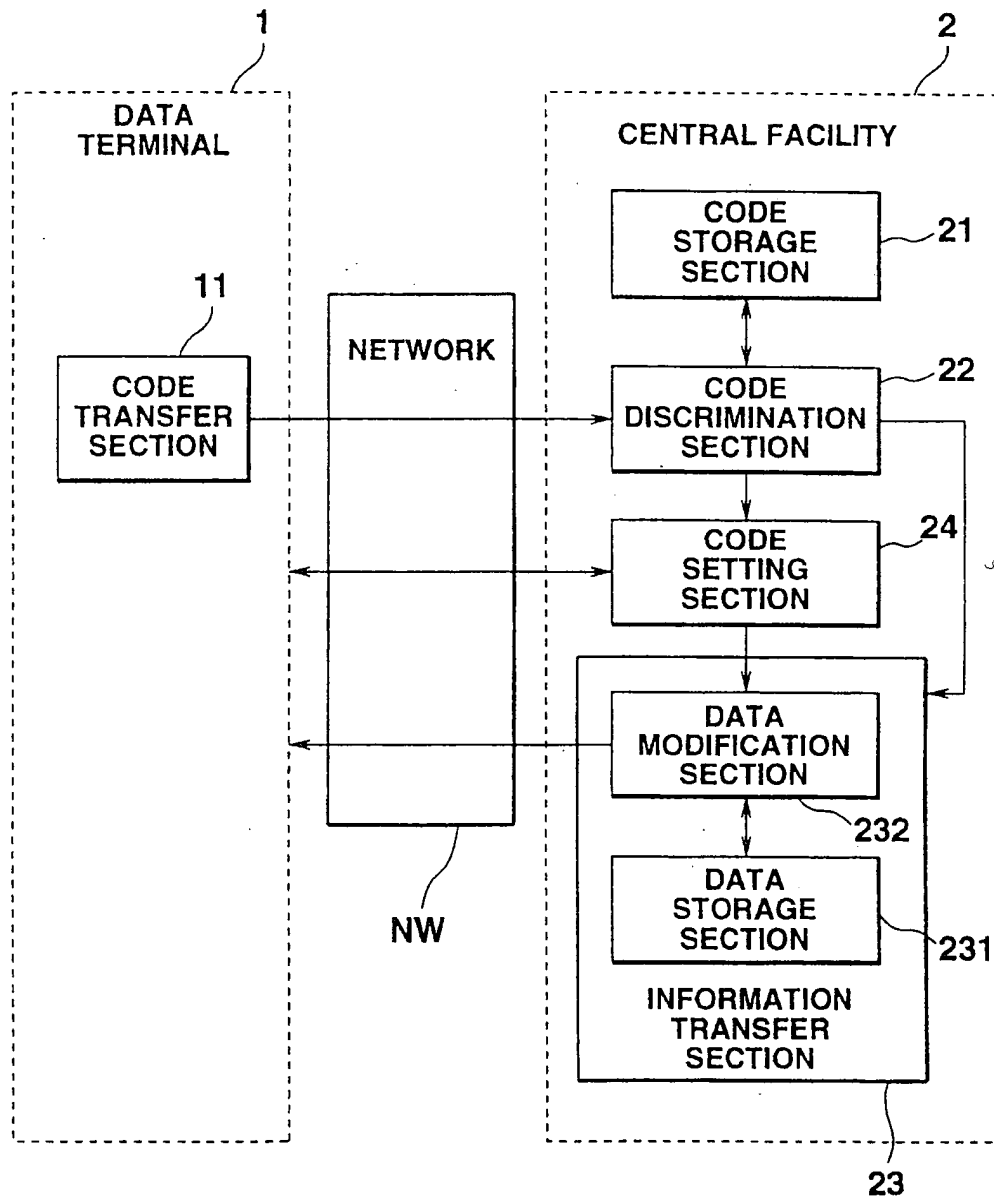 1
2
DATA
TERMINAL
CENTRAL FACILITY
CODE
STORAGE
SECTION
21
11
NETWORK
CODE
TRANSFER
SECTION
CODE
DISCRIMINATION
SECTION
22
CODE
SETTING
SECTION
24
DATA
MODIFICATION
SECTION
232
DATA
STORAGE
SECTION
231
NW
INFORMATION
TRANSFER
SECTION
23